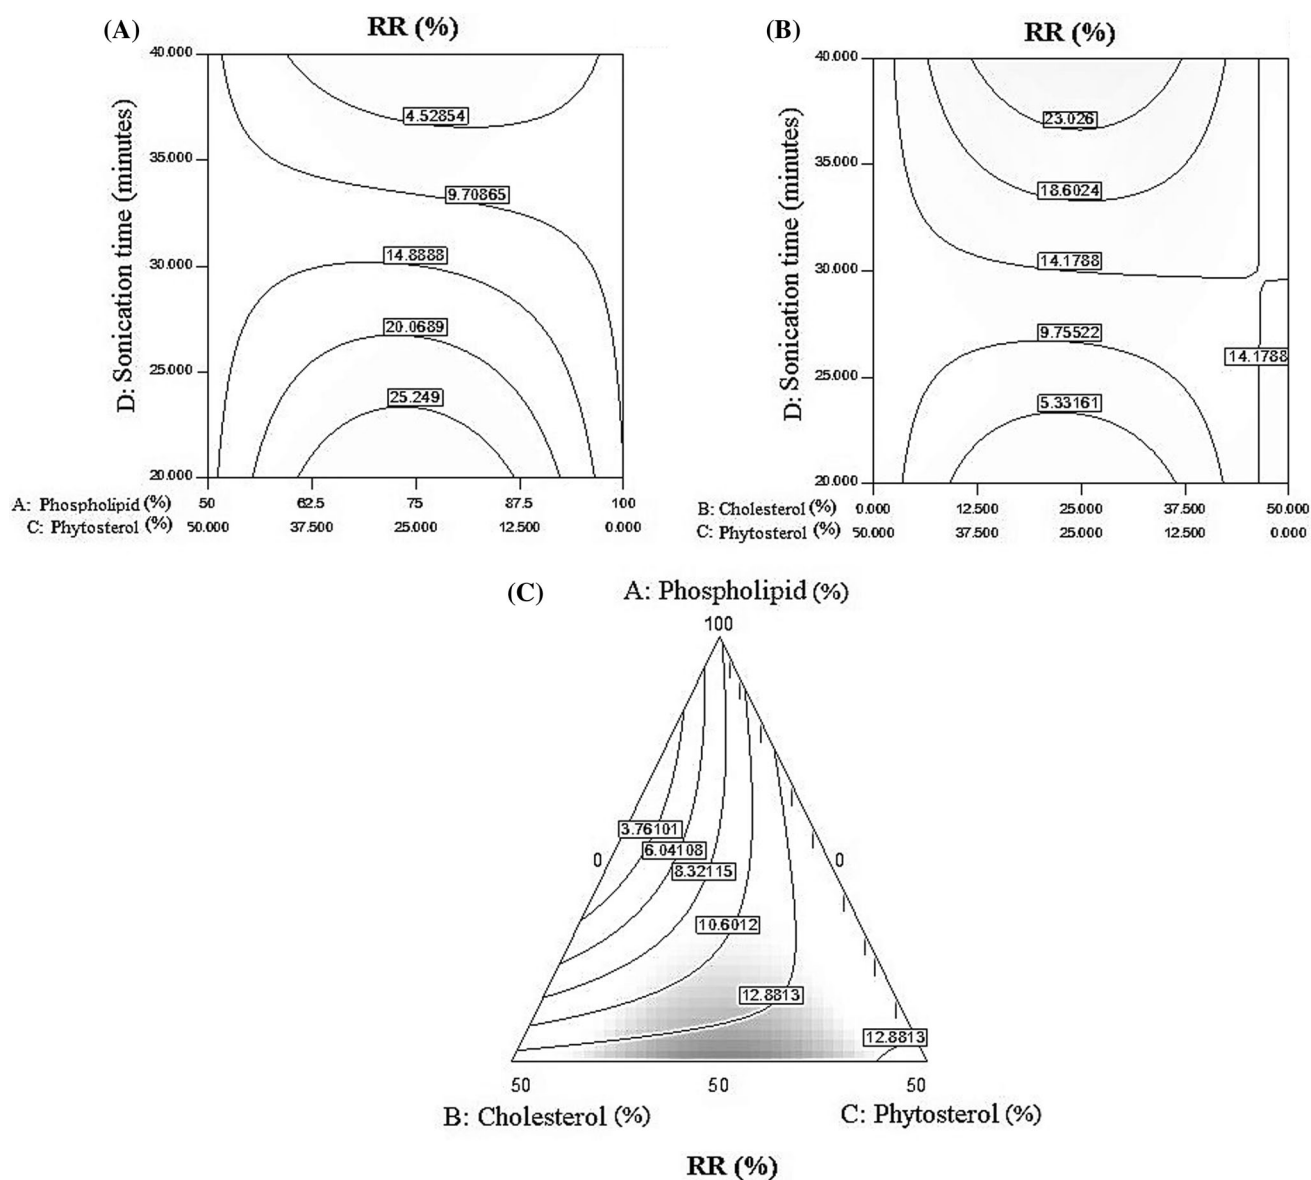 (A)
RR (%)
D: Sonication time (minutes)
40.000
35.000
30.000
25.000
20.000
4.52854
9.70865
14.8888
20.0689
25.249
50 62.5 75 87.5 100
A: Phospholipid (%)
50.000 37.500 25.000 12.500 0.000
C: Phytosterol (%)
(B)
RR (%)
D: Sonication time (minutes)
40.000
35.000
30.000
25.000
20.000
23.026
18.6024
14.1788
9.75522
14.1788
5.33161
0.000 12.500 25.000 37.500 50.000
B: Cholesterol (%)
50.000 37.500 25.000 12.500 0.000
C: Phytosterol (%)
(C)
A: Phospholipid (%)
100
3.76101
6.04108
8.32115
0 0
10.6012
12.8813
12.8813
50 50 50
B: Cholesterol (%) C: Phytosterol (%)
RR (%)